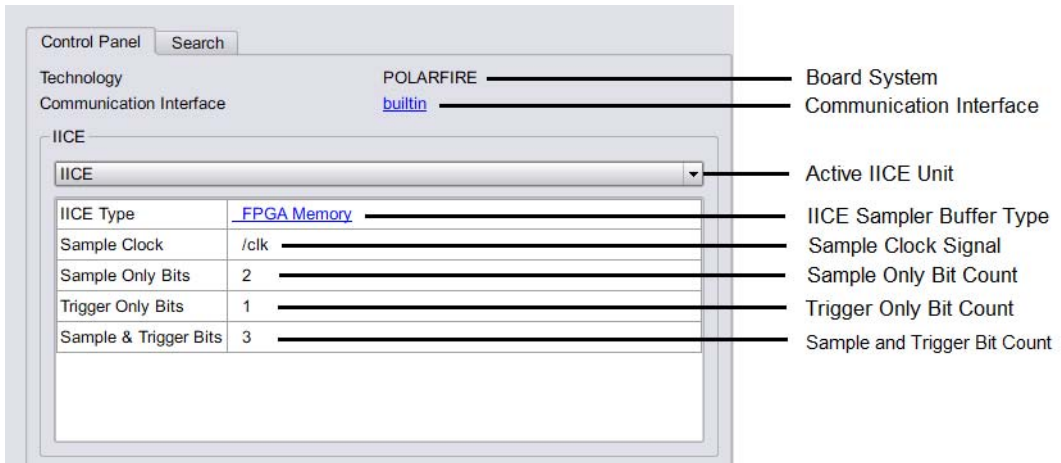 Control Panel Search
Technology POLARFIRE Board System
Communication Interface builtin Communication Interface
IICE
IICE Active IICE Unit
IICE Type FPGA Memory IICE Sampler Buffer Type
Sample Clock /clk Sample Clock Signal
Sample Only Bits 2 Sample Only Bit Count
Trigger Only Bits 1 Trigger Only Bit Count
Sample & Trigger Bits 3 Sample and Trigger Bit Count